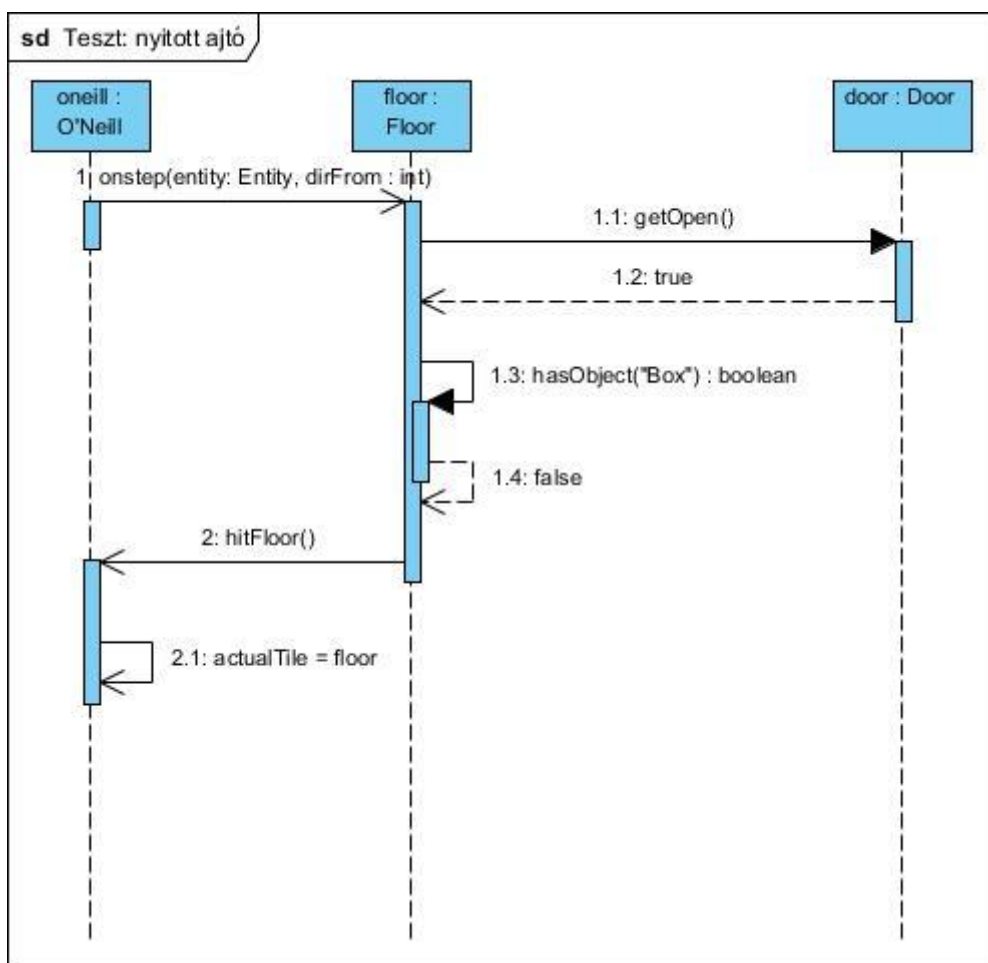 sd Teszt: nyitott ajtó
oneill :
O'Neill
floor :
Floor
door : Door
1: onstep(entity: Entity, dirFrom : int)
1.1: getOpen()
1.2: true
1.3: hasObject("Box") : boolean
1.4: false
2: hitFloor()
2.1: actualTile = floor